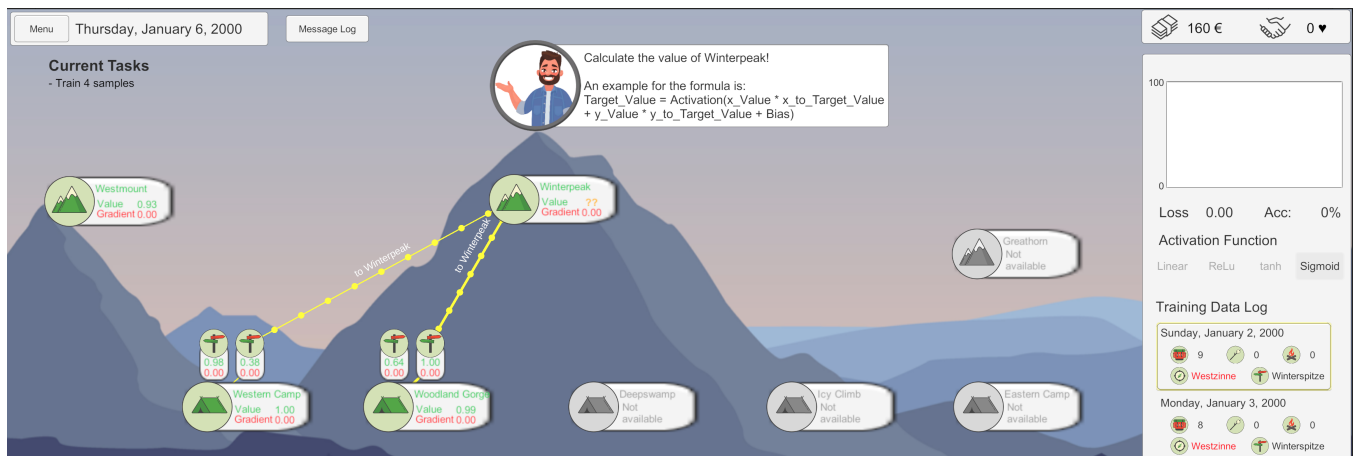 Menu
Thursday, January 6, 2000
Message Log
160 €
0 ♥
Current Tasks
- Train 4 samples
Calculate the value of Winterpeak!
An example for the formula is:
Target_Value = Activation(x_Value * x_to_Target_Value
+ y_Value * y_to_Target_Value + Bias)
100
0
Westmount
Value 0.93
Gradient 0.00
Winterpeak
Value ??
Gradient 0.00
to Winterpeak
to Winterpeak
Greathorn
Not
available
Loss 0.00 Acc: 0%
Activation Function
Linear ReLu tanh Sigmoid
Training Data Log
Sunday, January 2, 2000
9 0 0
Westzinne Winterspitze
Monday, January 3, 2000
8 0 0
Westzinne Winterspitze
0.98 0.38
0.00 0.00
0.64 1.00
0.00 0.00
Western Camp
Value 1.00
Gradient 0.00
Woodland Gorge
Value 0.99
Gradient 0.00
Deepswamp
Not
available
Icy Climb
Not
available
Eastern Camp
Not
available